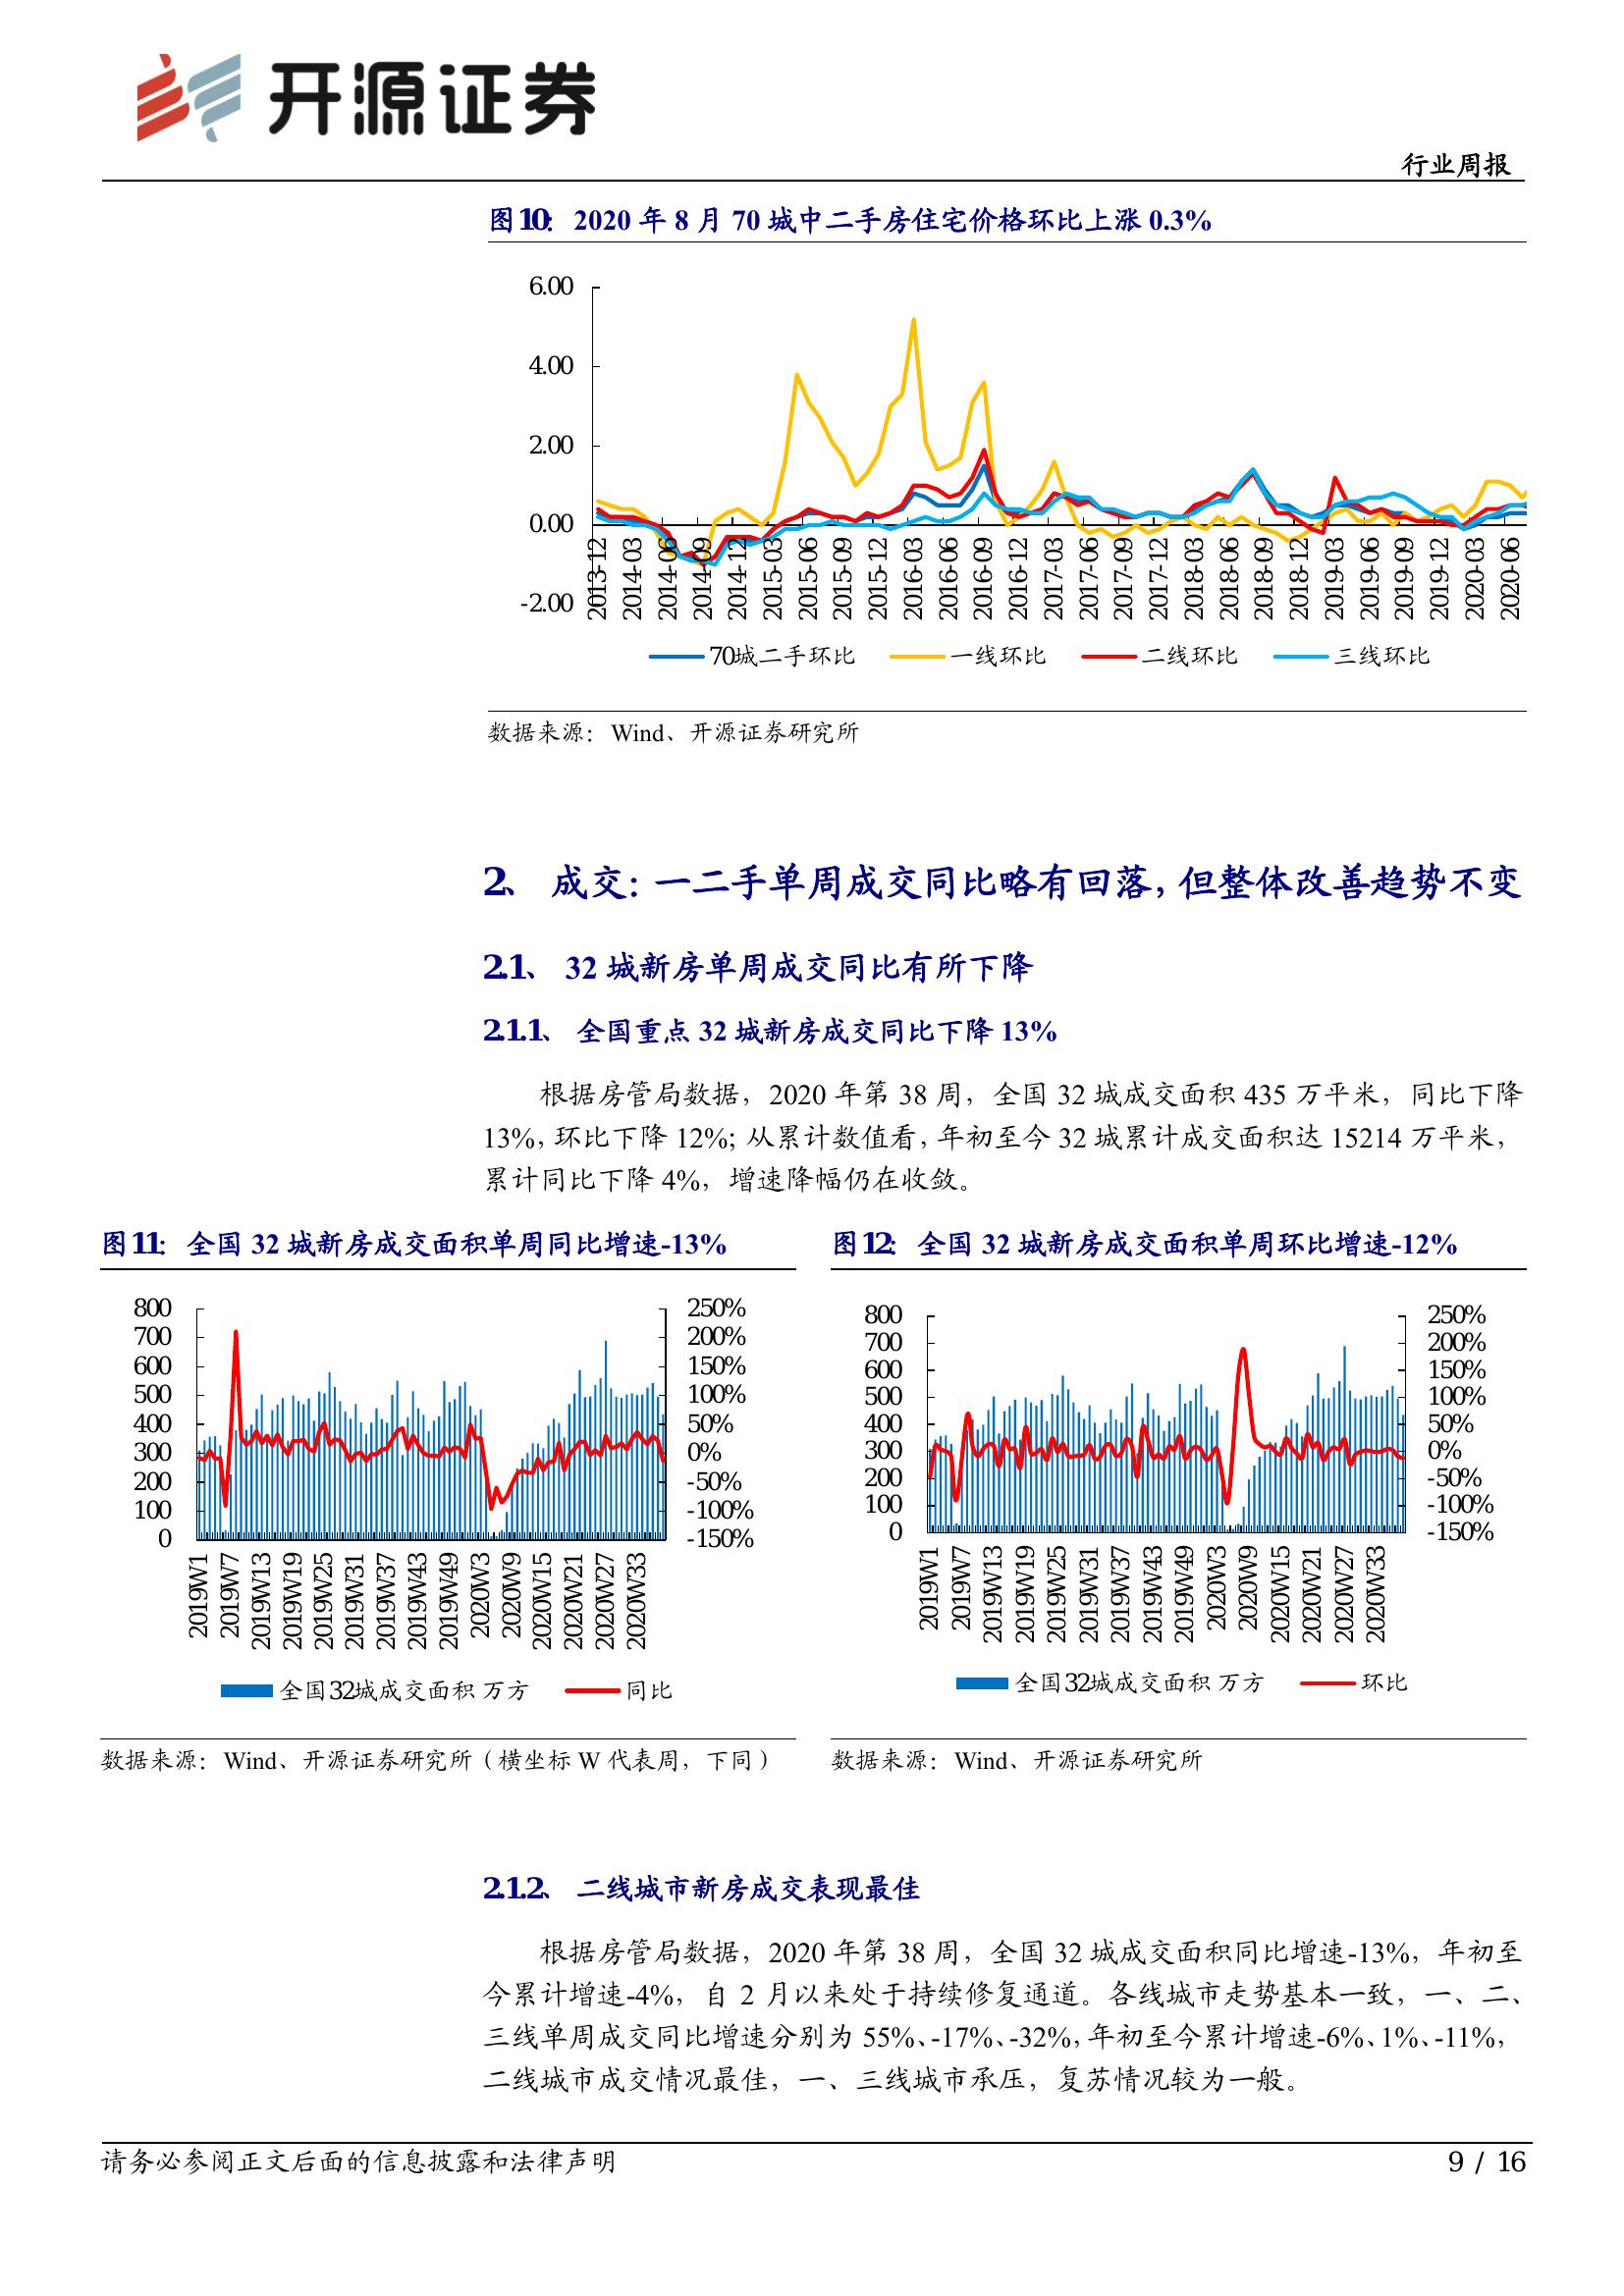 开源证券
行业周报
图10： 2020 年 8 月 70 城中二手房住宅价格环比上涨 0.3%
6.00
4.00
2.00
0.00
-2.00
2013-12 2014-03 2014-06 2014-09 2014-12 2015-03 2015-06 2015-09 2015-12 2016-03 2016-06 2016-09 2016-12 2017-03 2017-06 2017-09 2017-12 2018-03 2018-06 2018-09 2018-12 2019-03 2019-06 2019-09 2019-12 2020-03 2020-06
70城二手环比 一线环比 二线环比 三线环比
数据来源：Wind、开源证券研究所
2、 成交：一二手单周成交同比略有回落，但整体改善趋势不变
2.1、 32 城新房单周成交同比有所下降
2.1.1、 全国重点 32 城新房成交同比下降 13%
根据房管局数据，2020 年第 38 周，全国 32 城成交面积 435 万平米，同比下降
13%，环比下降 12%；从累计数值看，年初至今 32 城累计成交面积达 15214 万平米，
累计同比下降 4%，增速降幅仍在收敛。
图11： 全国 32 城新房成交面积单周同比增速-13%
800
700
600
500
400
300
200
100
0
250%
200%
150%
100%
50%
0%
-50%
-100%
-150%
2019W1 2019W7 2019W13 2019W19 2019W25 2019W31 2019W37 2019W43 2019W49 2020W3 2020W9 2020W15 2020W21 2020W27 2020W33
全国32城成交面积 万方 同比
数据来源：Wind、开源证券研究所（横坐标 W 代表周，下同）
图12： 全国 32 城新房成交面积单周环比增速-12%
800
700
600
500
400
300
200
100
0
250%
200%
150%
100%
50%
0%
-50%
-100%
-150%
2019W1 2019W7 2019W13 2019W19 2019W25 2019W31 2019W37 2019W43 2019W49 2020W3 2020W9 2020W15 2020W21 2020W27 2020W33
全国32城成交面积 万方 环比
数据来源：Wind、开源证券研究所
2.1.2、 二线城市新房成交表现最佳
根据房管局数据，2020 年第 38 周，全国 32 城成交面积同比增速-13%，年初至
今累计增速-4%，自 2 月以来处于持续修复通道。各线城市走势基本一致，一、二、
三线单周成交同比增速分别为 55%、-17%、-32%，年初至今累计增速-6%、1%、-11%，
二线城市成交情况最佳，一、三线城市承压，复苏情况较为一般。
请务必参阅正文后面的信息披露和法律声明
9 / 16